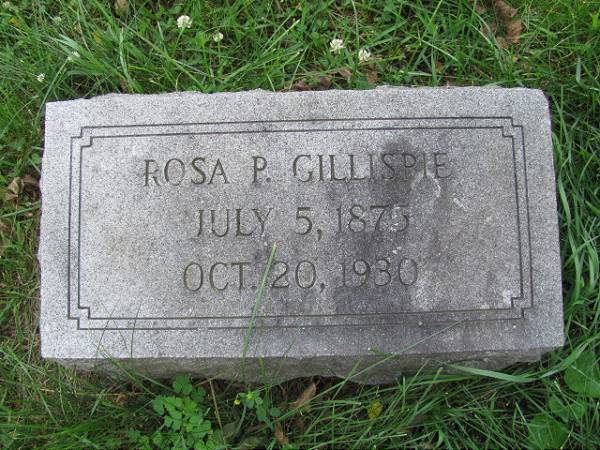 ROSA P. GILLISPIE
JULY 5, 1875
OCT. 20, 1930